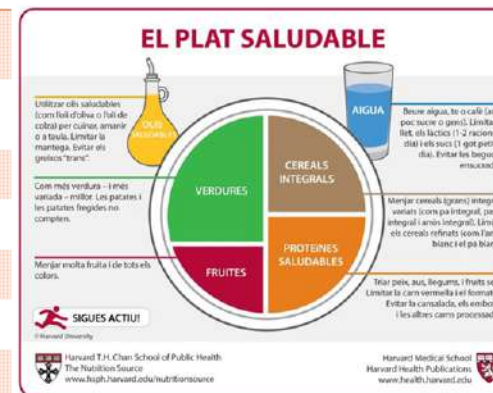 EL PLAT SALUDABLE
Utilitzar olis saludables
(com l'oli d'oliva o l'oli de
colza) per cuinar, amanir
o a taula. Limitar la
mantega. Evitar els
greixos "trans".
OLIS
SALUDABLES
AIGUA
Beure aigua, te o cafè (a
poc sucre o gens). Limita
llet, els làctics (1-2 racion
dia) i els sucs (1 got peti
dia). Evitar les begu
ensucrad
Com més verdura – i més
variada – millor. Les patates i
les patates fregides no
compten.
VERDURES
CEREALS
INTEGRALS
Menjar cereals (grans) integ
variats (com pa integral, pa
integral i arròs integral). Lim
els cereals refinats (com l'ar
blanc i el pa bla
Menjar molta fruita i de tots els
colors.
FRUITES
PROTEÏNES
SALUDABLES
Triar peix, aus, llegums, i fruits se
Limitar la carn vermella i el format
Evitar la cansalada, els embo
i les altres carns processad
SIGUES ACTIU!
© Harvard University
Harvard T.H. Chan School of Public Health
The Nutrition Source
www.hsph.harvard.edu/nutritionsource
Harvard Medical School
Harvard Health Publications
www.health.harvard.edu